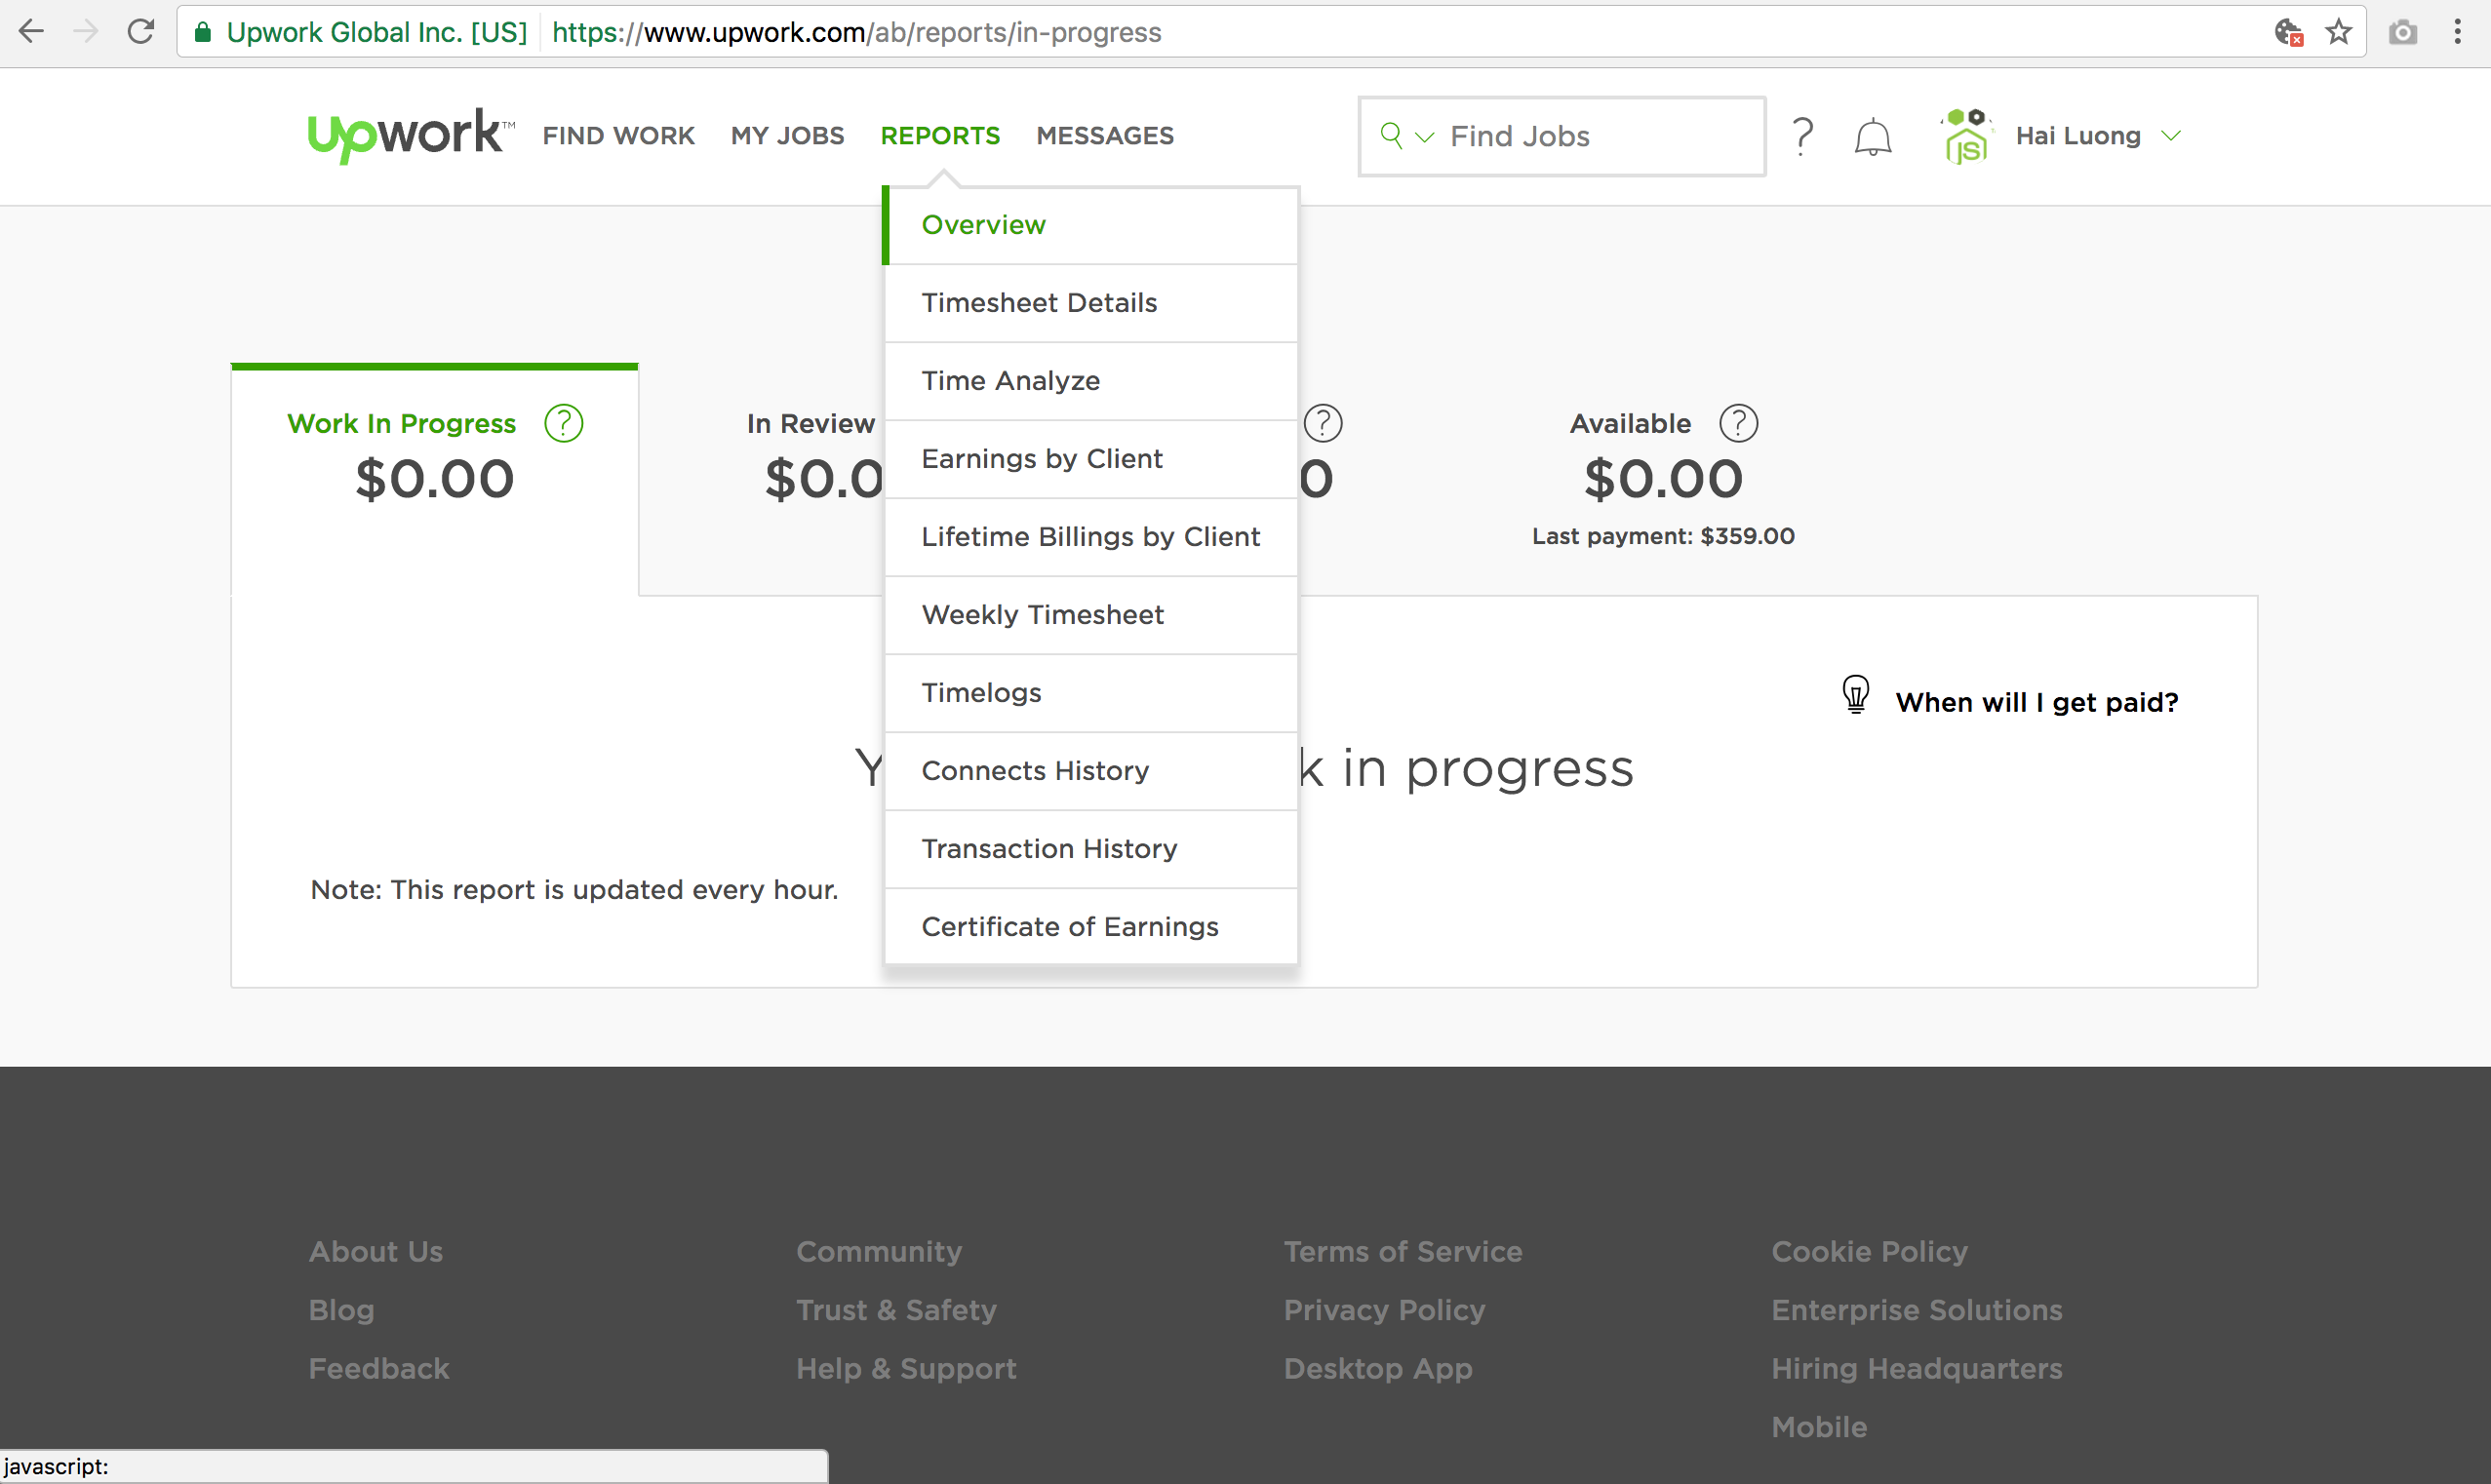 Upwork Global Inc. [US] https://www.upwork.com/ab/reports/in-progress
upwork™ FIND WORK MY JOBS REPORTS MESSAGES Find Jobs ? JS Hai Luong
Overview
Timesheet Details
Time Analyze
Earnings by Client
Lifetime Billings by Client
Weekly Timesheet
Timelogs
Connects History
Transaction History
Certificate of Earnings
Work In Progress ?
$0.00
In Review
$0.0
?
0
Available ?
$0.00
Last payment: $359.00
When will I get paid?
Y k in progress
Note: This report is updated every hour.
About Us
Blog
Feedback
Community
Trust & Safety
Help & Support
Terms of Service
Privacy Policy
Desktop App
Cookie Policy
Enterprise Solutions
Hiring Headquarters
Mobile
javascript: